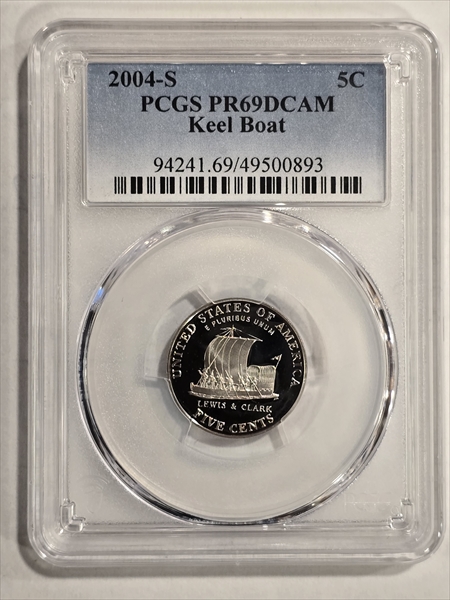 2004-S 5C
PCGS PR69DCAM
Keel Boat
94241.69/49500893
UNITED STATES OF AMERICA
E PLURIBUS UNUM
LEWIS & CLARK
FIVE CENTS